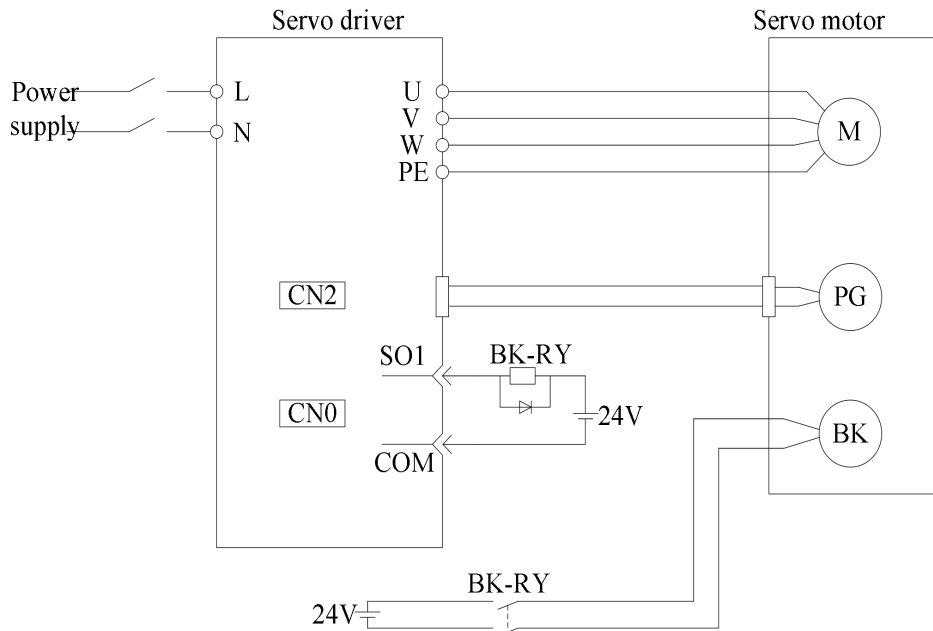 Servo driver
Servo motor
Power
supply
L
N
U
V
W
PE
M
CN2
PG
SO1
BK-RY
CN0
24V
COM
BK
BK-RY
24V